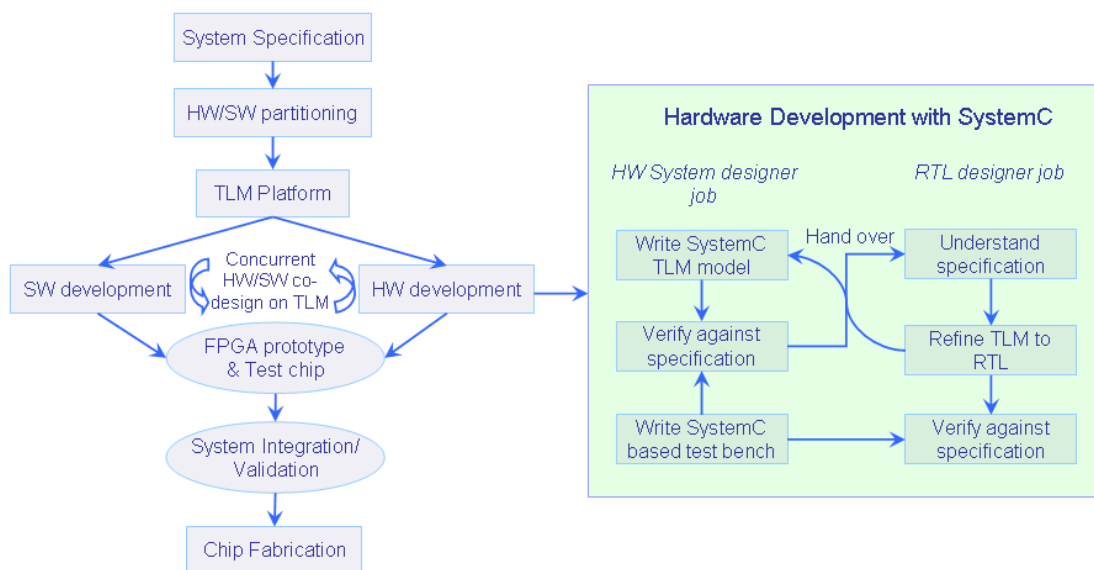 System Specification
HW/SW partitioning
TLM Platform
SW development
Concurrent
HW/SW co-
design on TLM
HW development
FPGA prototype
& Test chip
System Integration/
Validation
Chip Fabrication
Hardware Development with SystemC
HW System designer
job
RTL designer job
Write SystemC
TLM model
Hand over
Understand
specification
Verify against
specification
Refine TLM to
RTL
Write SystemC
based test bench
Verify against
specification